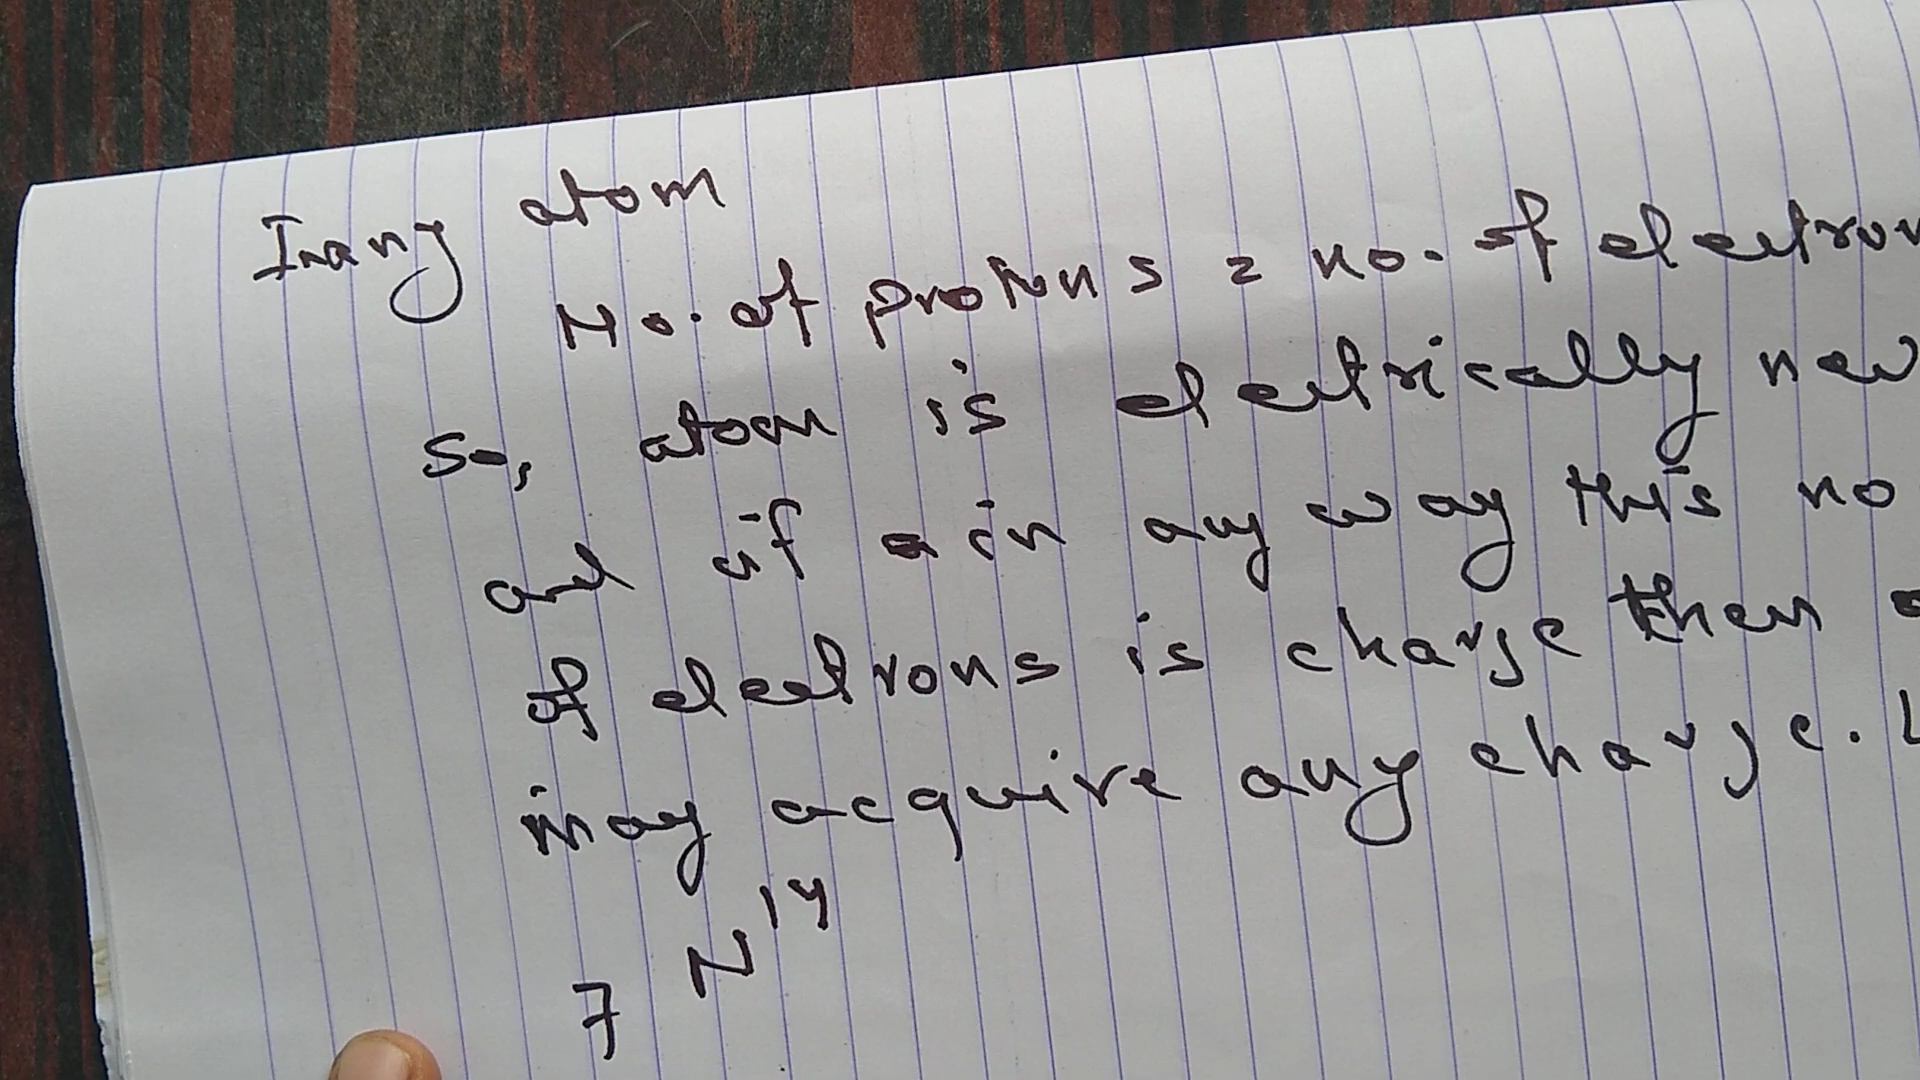 In any atom
No. of protons = no. of electron
So, atom is electrically neu
and if in any way this no
of electrons is charge then
may acquire any charge. L
7 N 14